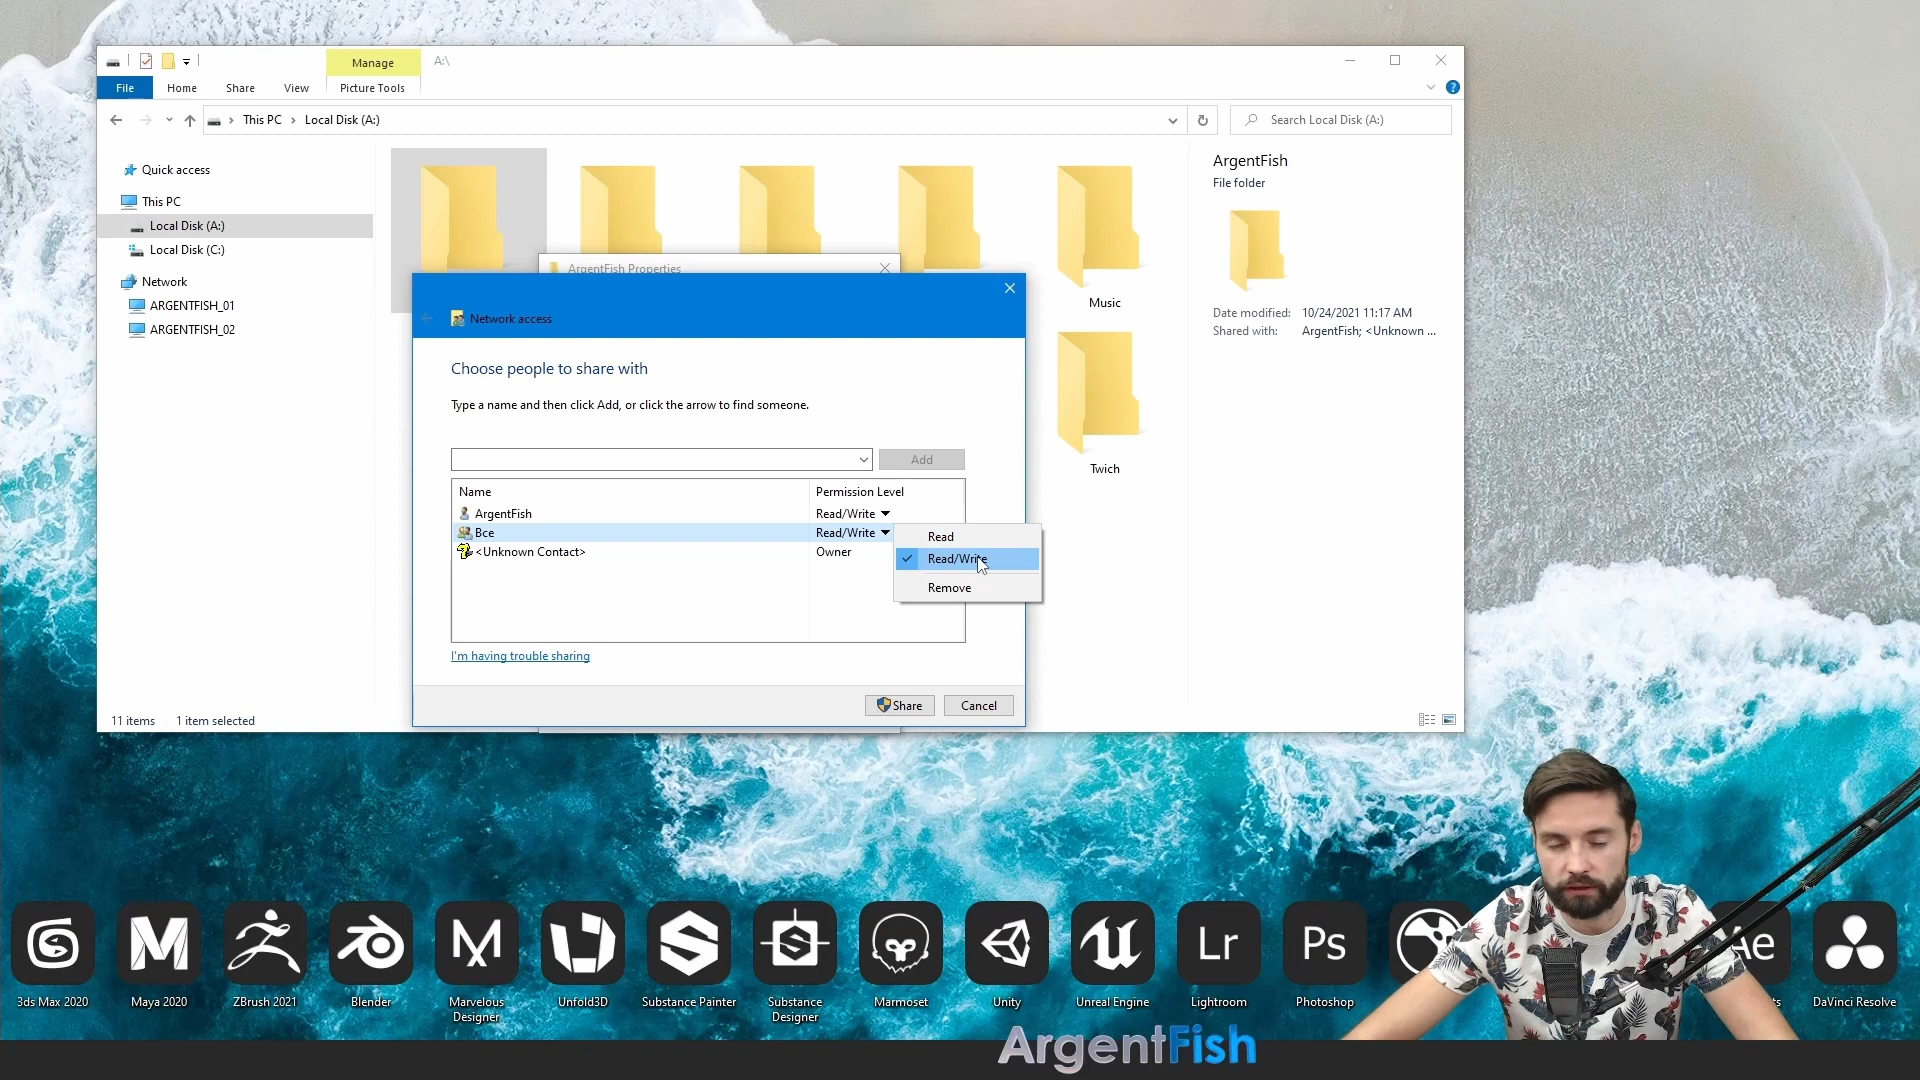 Manage
A:\
File
Home
Share
View
Picture Tools
This PC
Local Disk (A:)
Search Local Disk (A:)
Quick access
This PC
Local Disk (A:)
Local Disk (C:)
Network
ARGENTFISH_01
ARGENTFISH_02
Music
Twich
ArgentFish
File folder
Date modified: 10/24/2021 11:17 AM
Shared with: ArgentFish; <Unknown ...
ArgentFish Properties
Network access
Choose people to share with
Type a name and then click Add, or click the arrow to find someone.
Add
Name Permission Level
ArgentFish Read/Write
Все Read/Write
<Unknown Contact> Owner
Read
Read/Write
Remove
I'm having trouble sharing
Share
Cancel
11 items
1 item selected
Lr
Ps
Ae
3ds Max 2020
Maya 2020
ZBrush 2021
Blender
Marvelous
Designer
Unfold3D
Substance Painter
Substance
Designer
Marmoset
Unity
Unreal Engine
Lightroom
Photoshop
DaVinci Resolve
ArgentFish